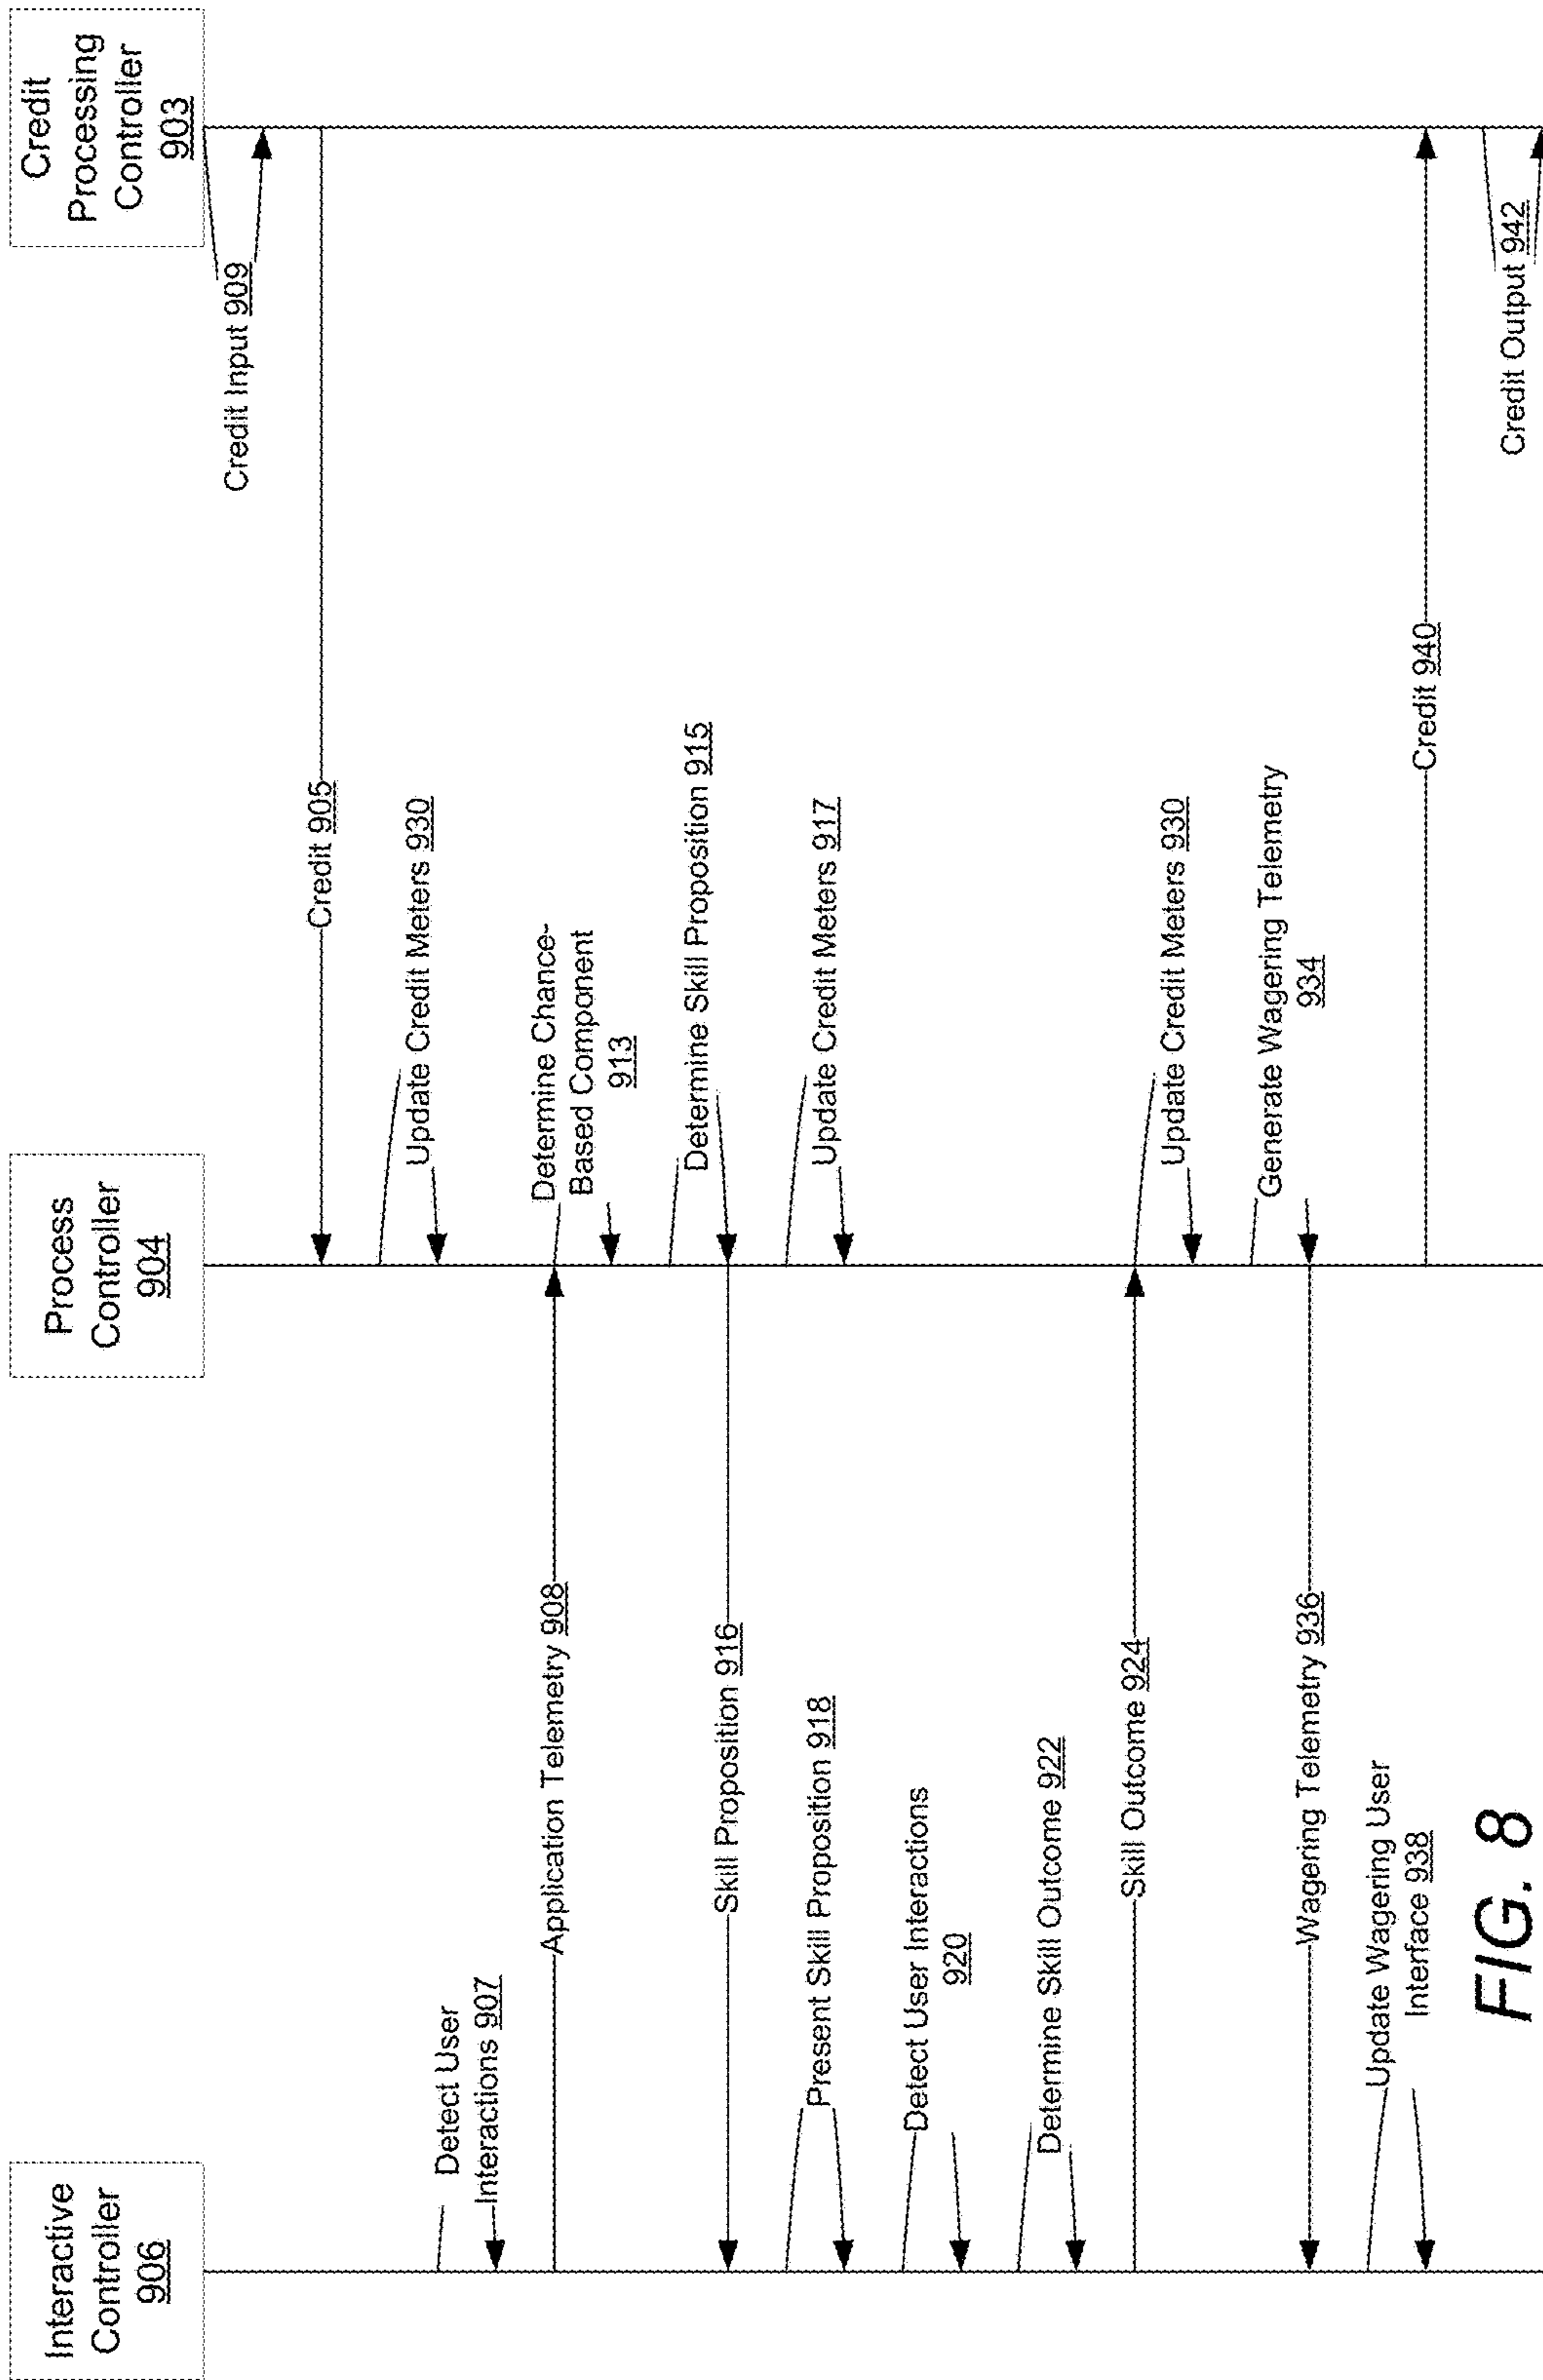 Interactive
Controller
906
Process
Controller
904
Credit
Processing
Controller
903
Credit Input 909
Credit 905
Update Credit Meters 930
Detect User
Interactions 907
Application Telemetry 908
Determine Chance-
Based Component
913
Determine Skill Proposition 915
Skill Proposition 916
Present Skill Proposition 918
Update Credit Meters 917
Detect User Interactions
920
Determine Skill Outcome 922
Skill Outcome 924
Update Credit Meters 930
Generate Wagering Telemetry
934
Wagering Telemetry 936
Update Wagering User
Interface 938
Credit 940
Credit Output 942
FIG. 8